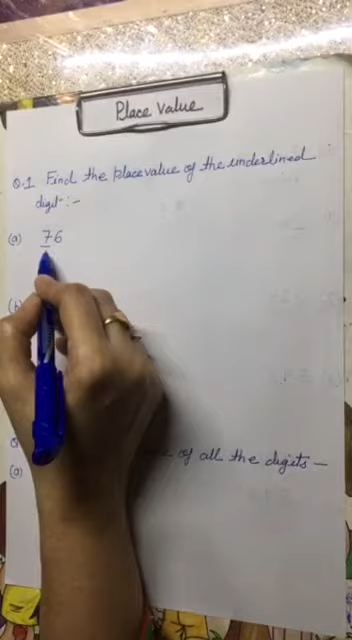 Place Value
Q.1 Find the place value of the underlined
digit :-
(a) 76
(b)
of all the digits —
(a)